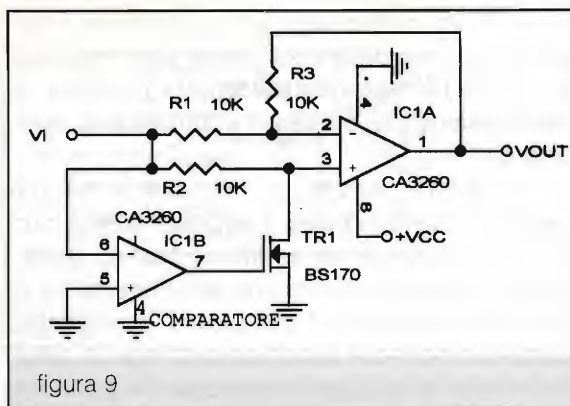 R3
10K
4
IC1A
R1 10K
VI
2
-
1
VOUT
3
+
R2 10K
CA3260
8
CA3260
+VCC
IC1B
TR1
6
-
7
BS170
5
+
4
COMPARATORE
figura 9